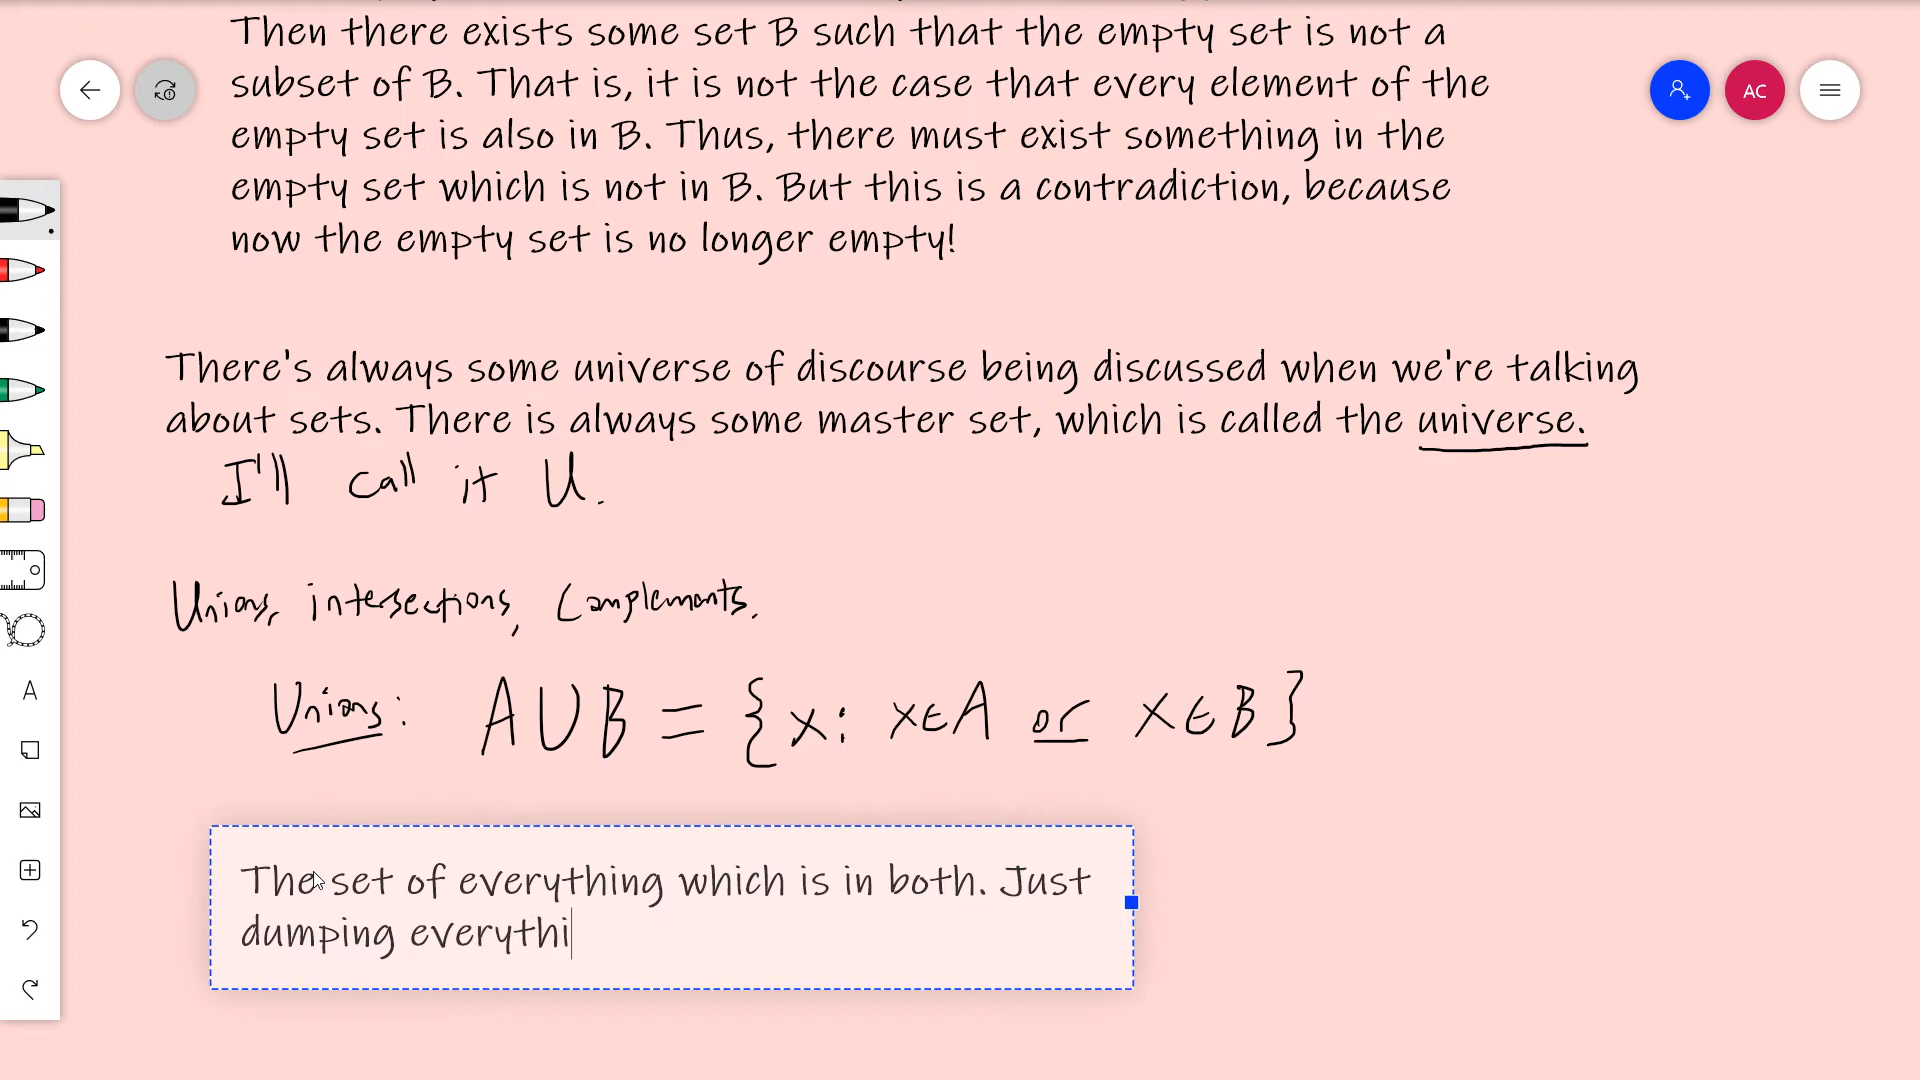 Then there exists some set B such that the empty set is not a
subset of B. That is, it is not the case that every element of the
empty set is also in B. Thus, there must exist something in the
empty set which is not in B. But this is a contradiction, because
now the empty set is no longer empty!
AC
There's always some universe of discourse being discussed when we're talking
about sets. There is always some master set, which is called the universe.
I'll call it U.
Unions, intersections, complements.
Unions: A ∪ B = {x: x∈A or x∈B}
A
The set of everything which is in both. Just
dumping everythi